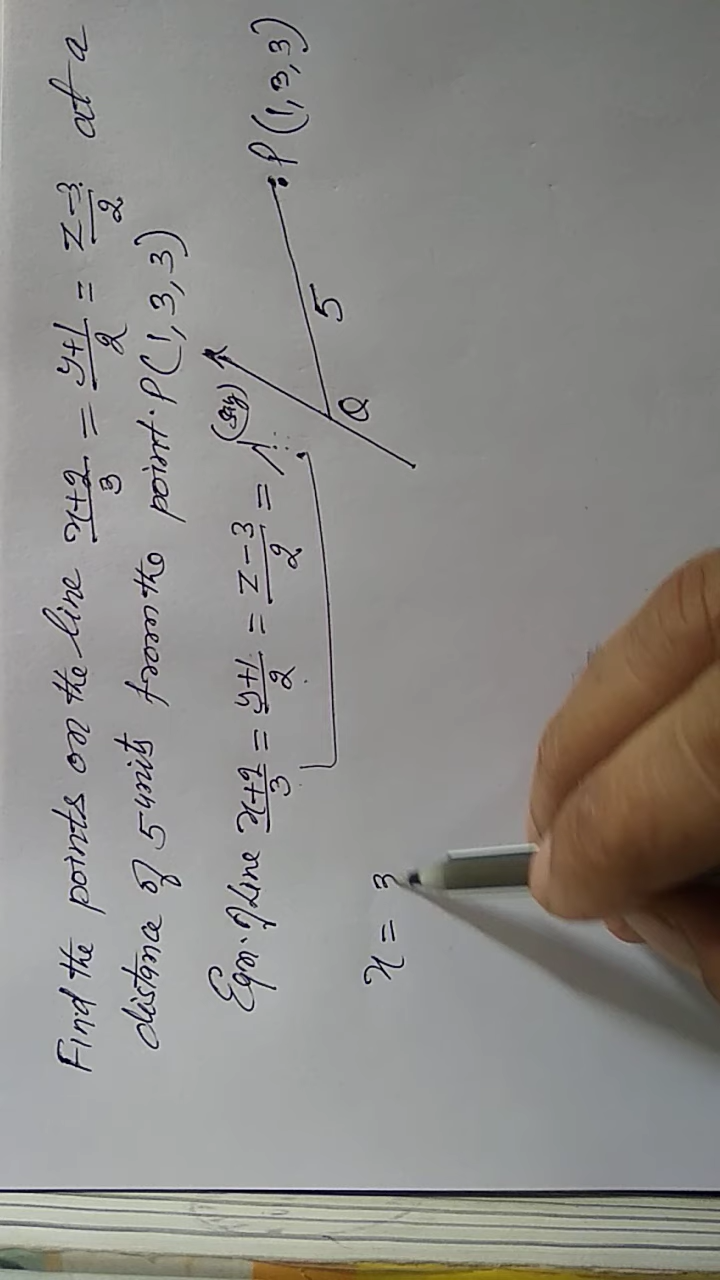 Find the points on the line x+2/3 = y+1/2 = z-3/2 at a
distance of 5 units from the point P(1, 3, 3)
Eqn. of line x+2/3 = y+1/2 = z-3/2 = λ (say)
P(1, 3, 3)
5
Q
x = 3